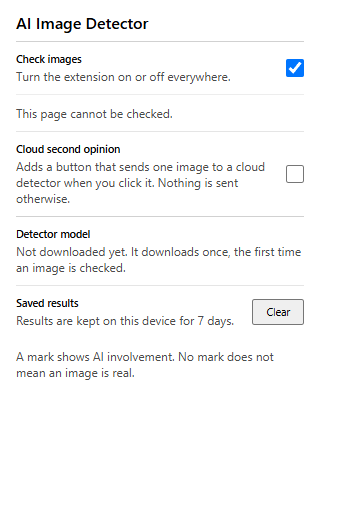 AI Image Detector
Check images
Turn the extension on or off everywhere.
This page cannot be checked.
Cloud second opinion
Adds a button that sends one image to a cloud
detector when you click it. Nothing is sent
otherwise.
Detector model
Not downloaded yet. It downloads once, the first time
an image is checked.
Saved results
Results are kept on this device for 7 days.
Clear
A mark shows AI involvement. No mark does not
mean an image is real.